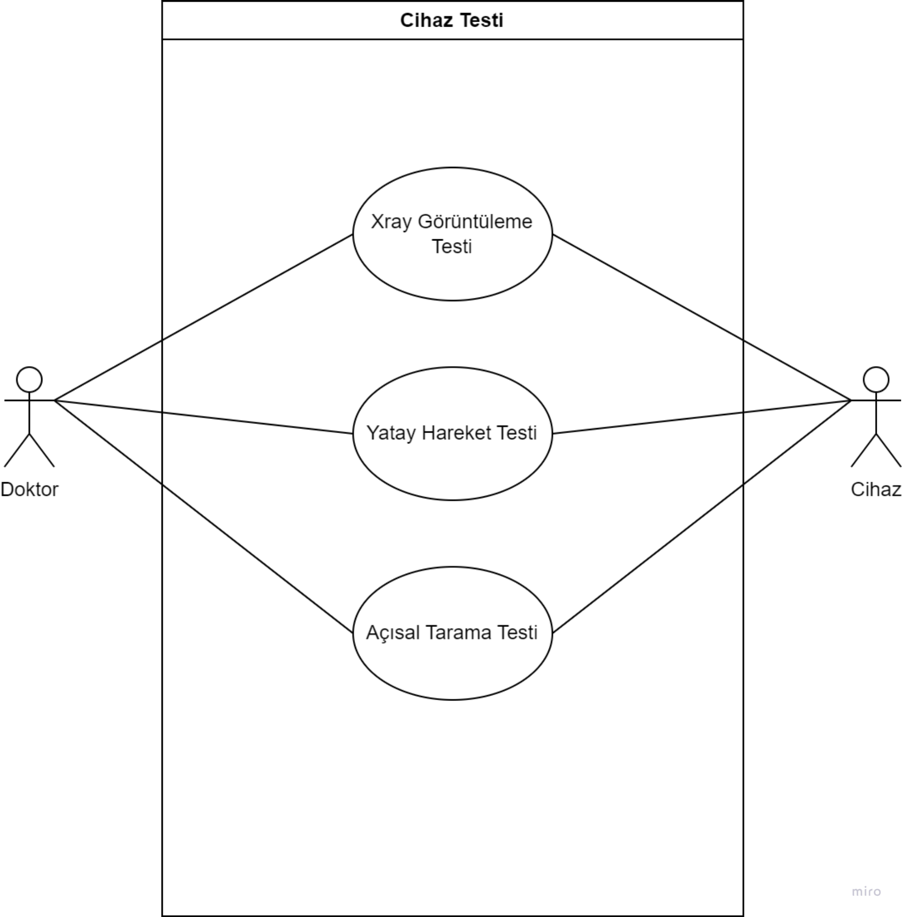 Cihaz Testi
Xray Görüntüleme
Testi
Doktor
Yatay Hareket Testi
Cihaz
Açısal Tarama Testi
miro